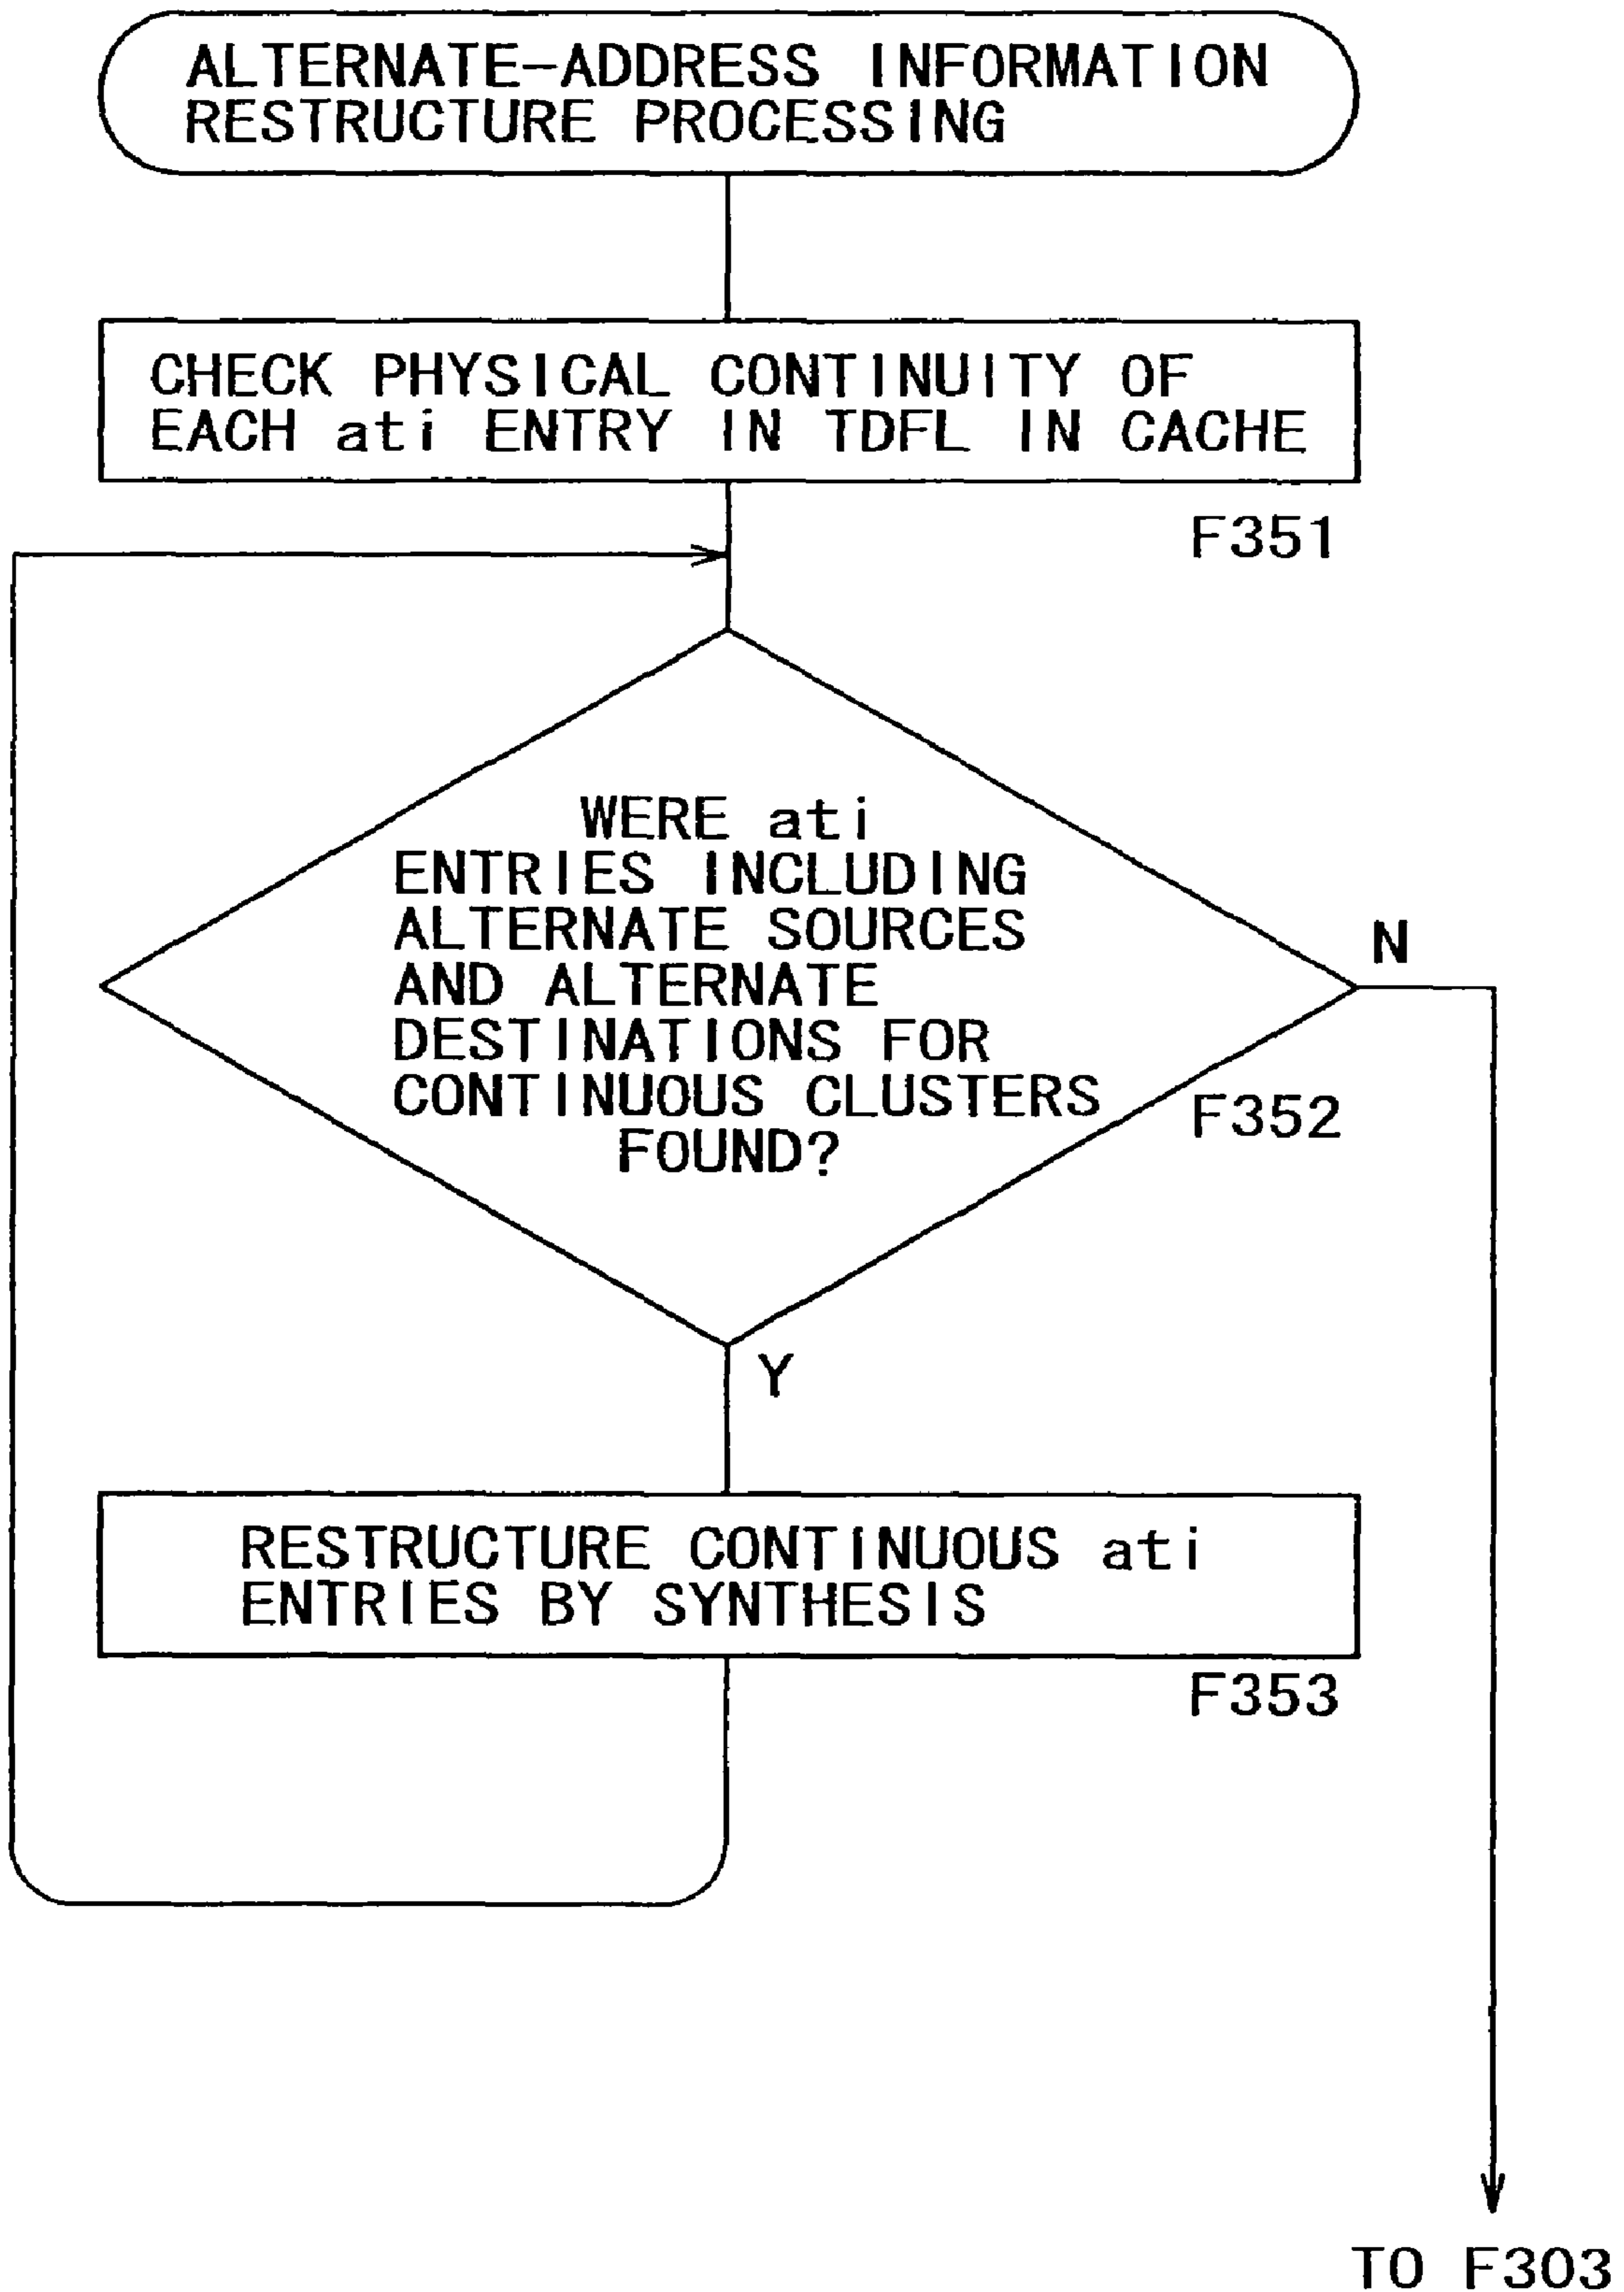 ALTERNATE-ADDRESS INFORMATION
RESTRUCTURE PROCESSING
CHECK PHYSICAL CONTINUITY OF
EACH ati ENTRY IN TDFL IN CACHE
F351
WERE ati
ENTRIES INCLUDING
ALTERNATE SOURCES
AND ALTERNATE
DESTINATIONS FOR
CONTINUOUS CLUSTERS
FOUND?
N
F352
Y
RESTRUCTURE CONTINUOUS ati
ENTRIES BY SYNTHESIS
F353
TO F303